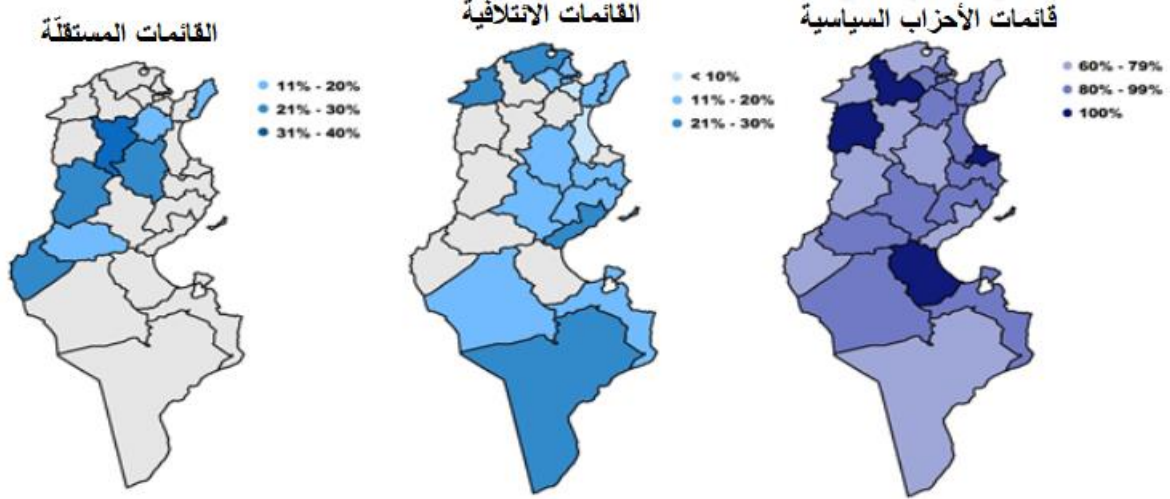 قائمات الأحزاب السياسية
60% - 79%
80% - 99%
100%
القائمات الائتلافية
< 10%
11% - 20%
21% - 30%
القائمات المستقلّة
11% - 20%
21% - 30%
31% - 40%